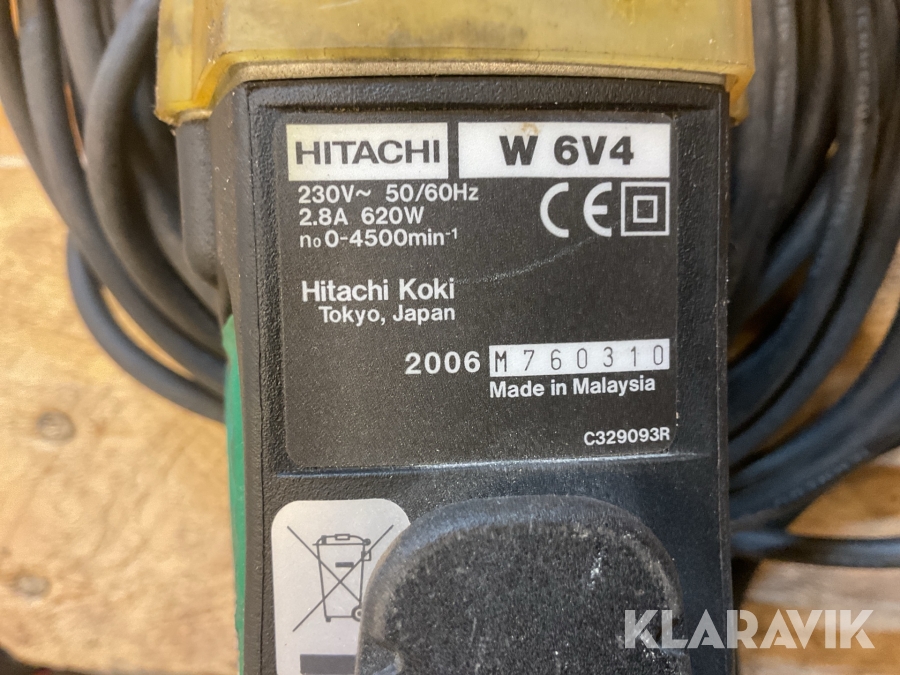 HITACHI W 6V4
230V~ 50/60Hz
2.8A 620W
no 0-4500min-1
CE
Hitachi Koki
Tokyo, Japan
2006 M760310
Made in Malaysia
C329093R
KLARAVIK